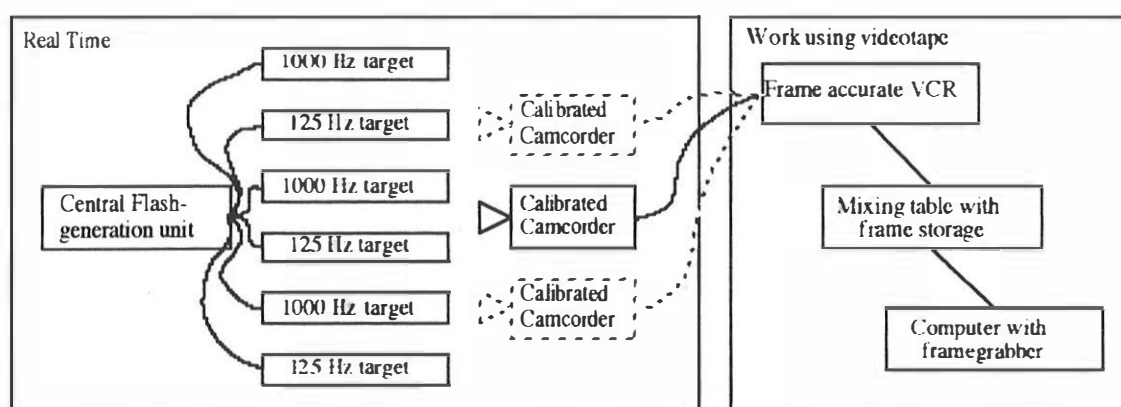 Real Time
1000 Hz target
125 Hz target
1000 Hz target
125 Hz target
1000 Hz target
125 Hz target
Central Flash-
generation unit
Calibrated
Camcorder
Calibrated
Camcorder
Calibrated
Camcorder
Work using videotape
Frame accurate VCR
Mixing table with
frame storage
Computer with
framegrabber